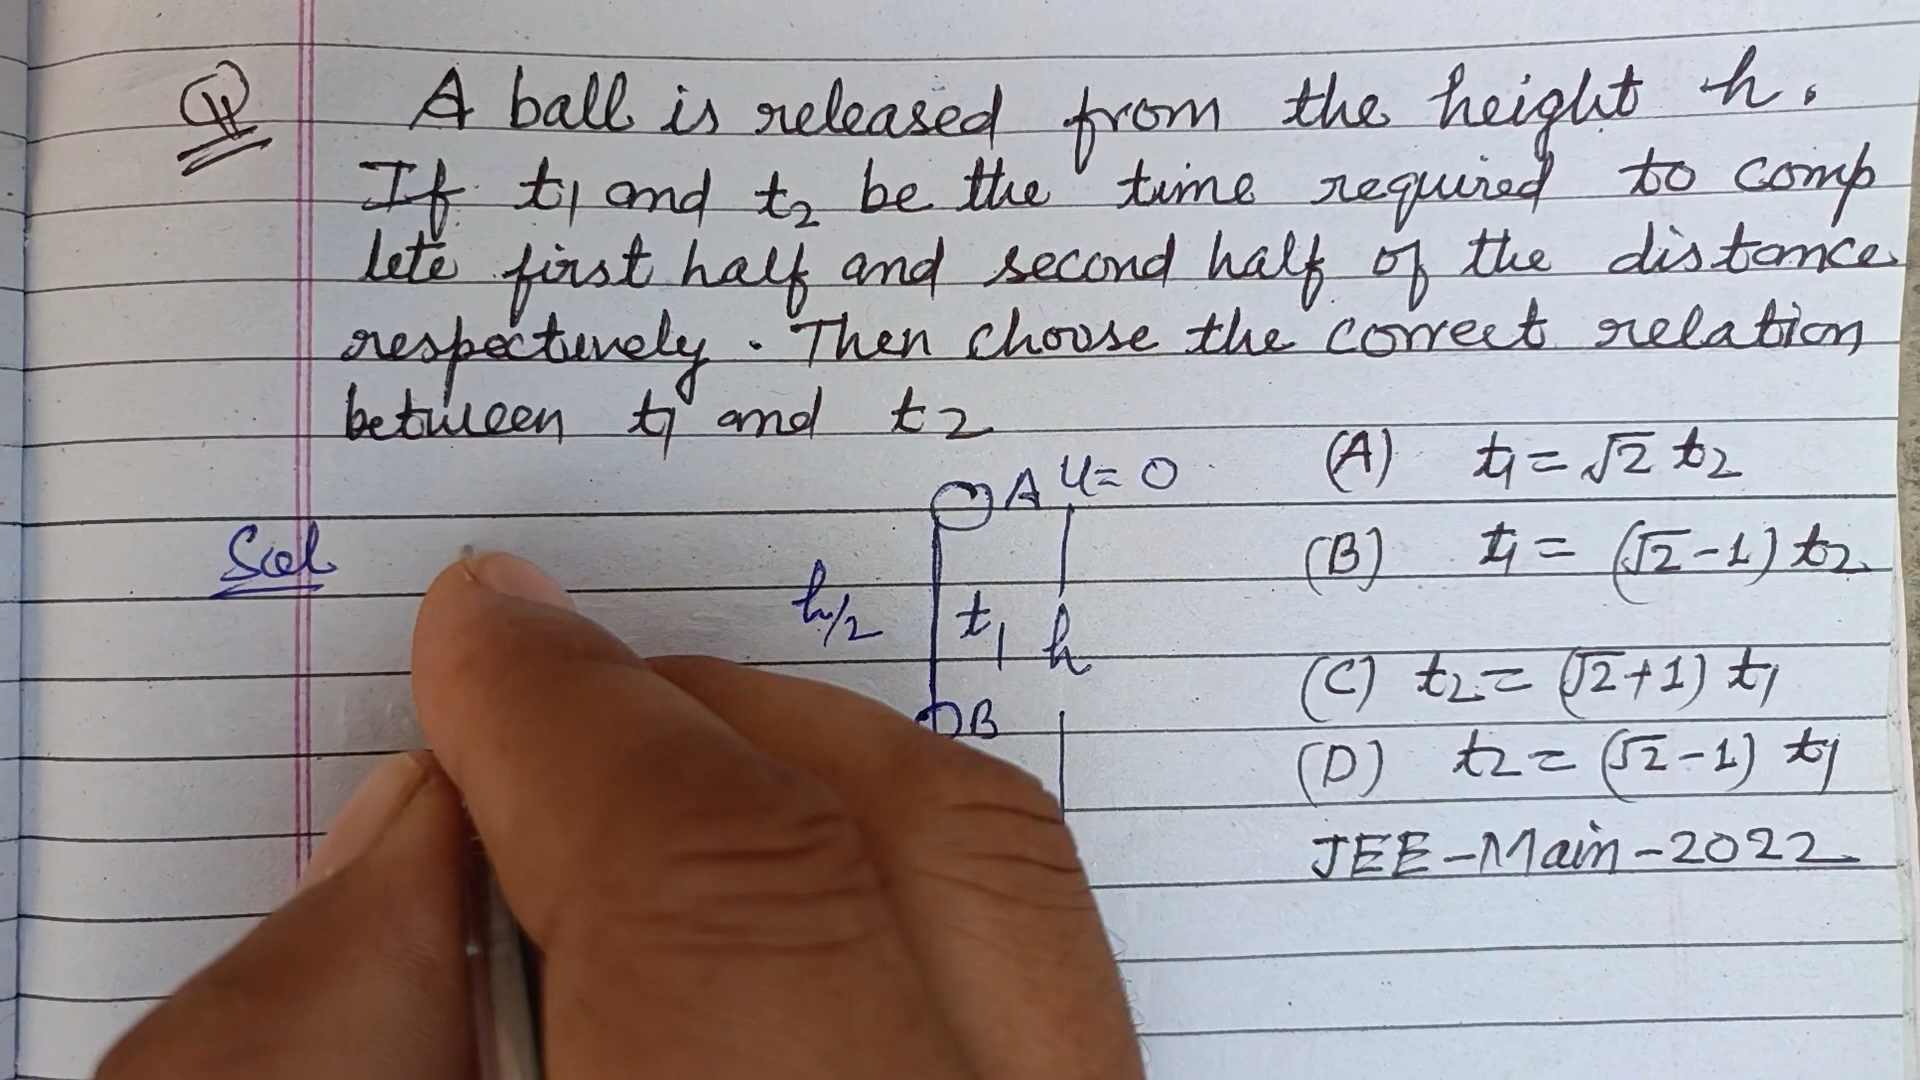 Q
A ball is released from the height h.
If t1 and t2 be the time required to comp
lete first half and second half of the distance
respectively. Then choose the correct relation
between t1 and t2
(A) t1 = √2 t2
A u = 0
Sol
(B) t1 = (√2-1) t2
h/2
t1
h
(C) t2 = (√2+1) t1
B
(D) t2 = (√2-1) t1
JEE-Main-2022